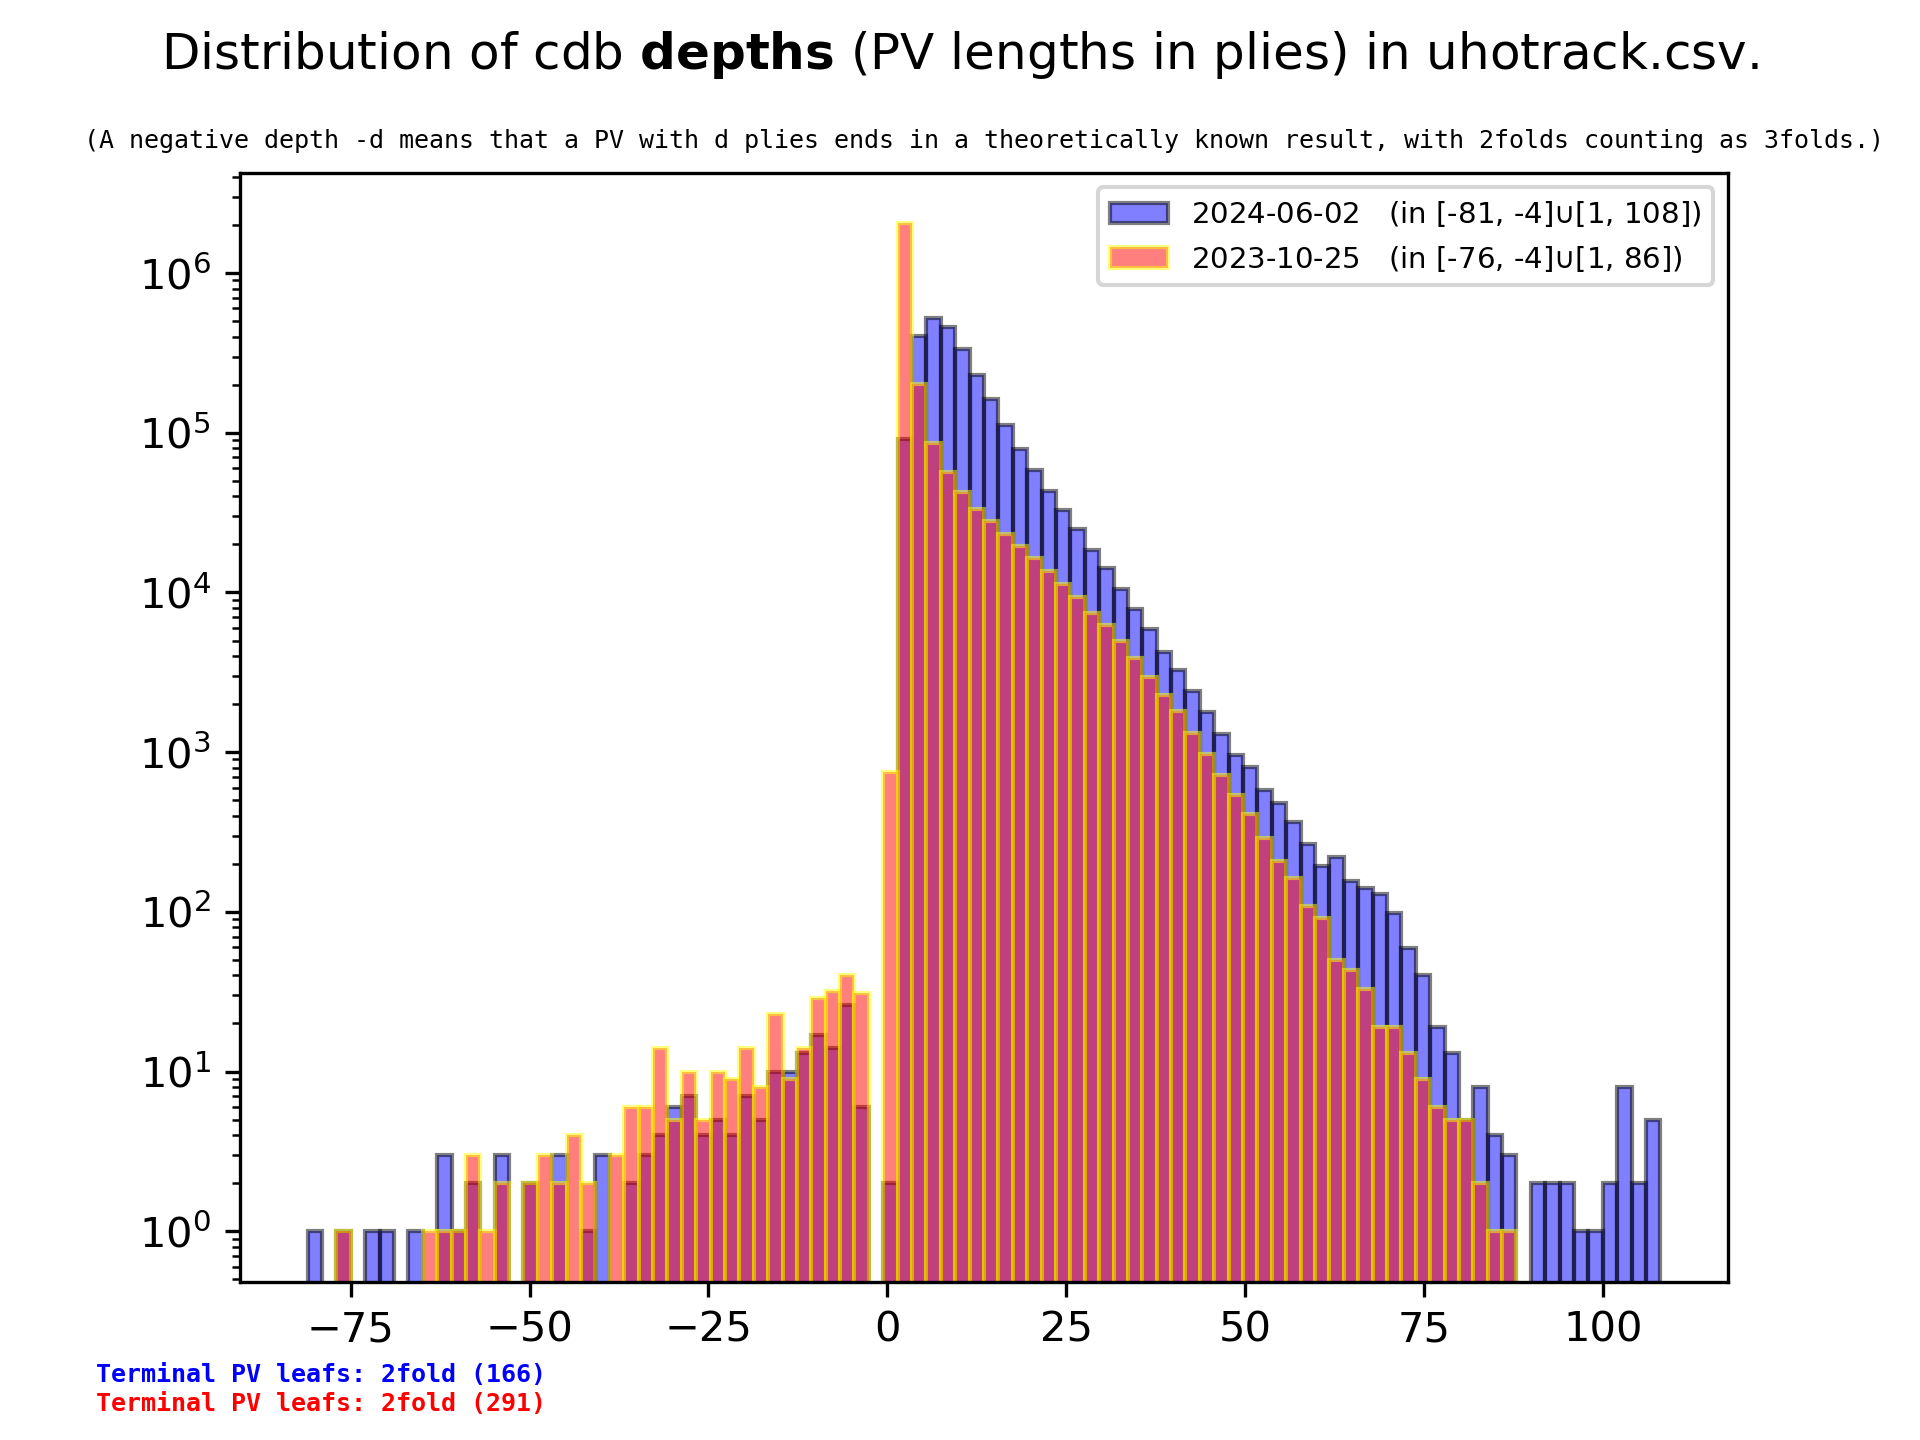 Distribution of cdb depths (PV lengths in plies) in uhotrack.csv.
(A negative depth -d means that a PV with d plies ends in a theoretically known result, with 2folds counting as 3folds.)
2024-06-02 (in [-81, -4]∪[1, 108])
2023-10-25 (in [-76, -4]∪[1, 86])
10⁶
10⁵
10⁴
10³
10²
10¹
10⁰
−75 −50 −25 0 25 50 75 100
Terminal PV leafs: 2fold (166)
Terminal PV leafs: 2fold (291)